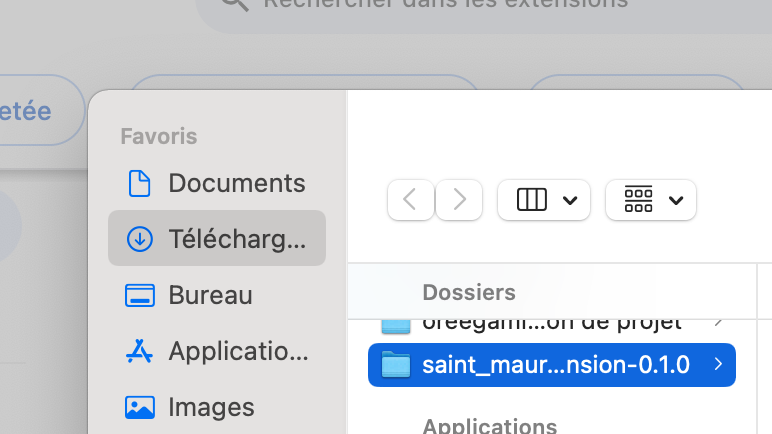 Rechercher dans les extensions
etée
Favoris
Documents
Télécharg...
Bureau
Applicatio...
Images
Dossiers
oreegami...on de projet
saint_maur...nsion-0.1.0
Applications